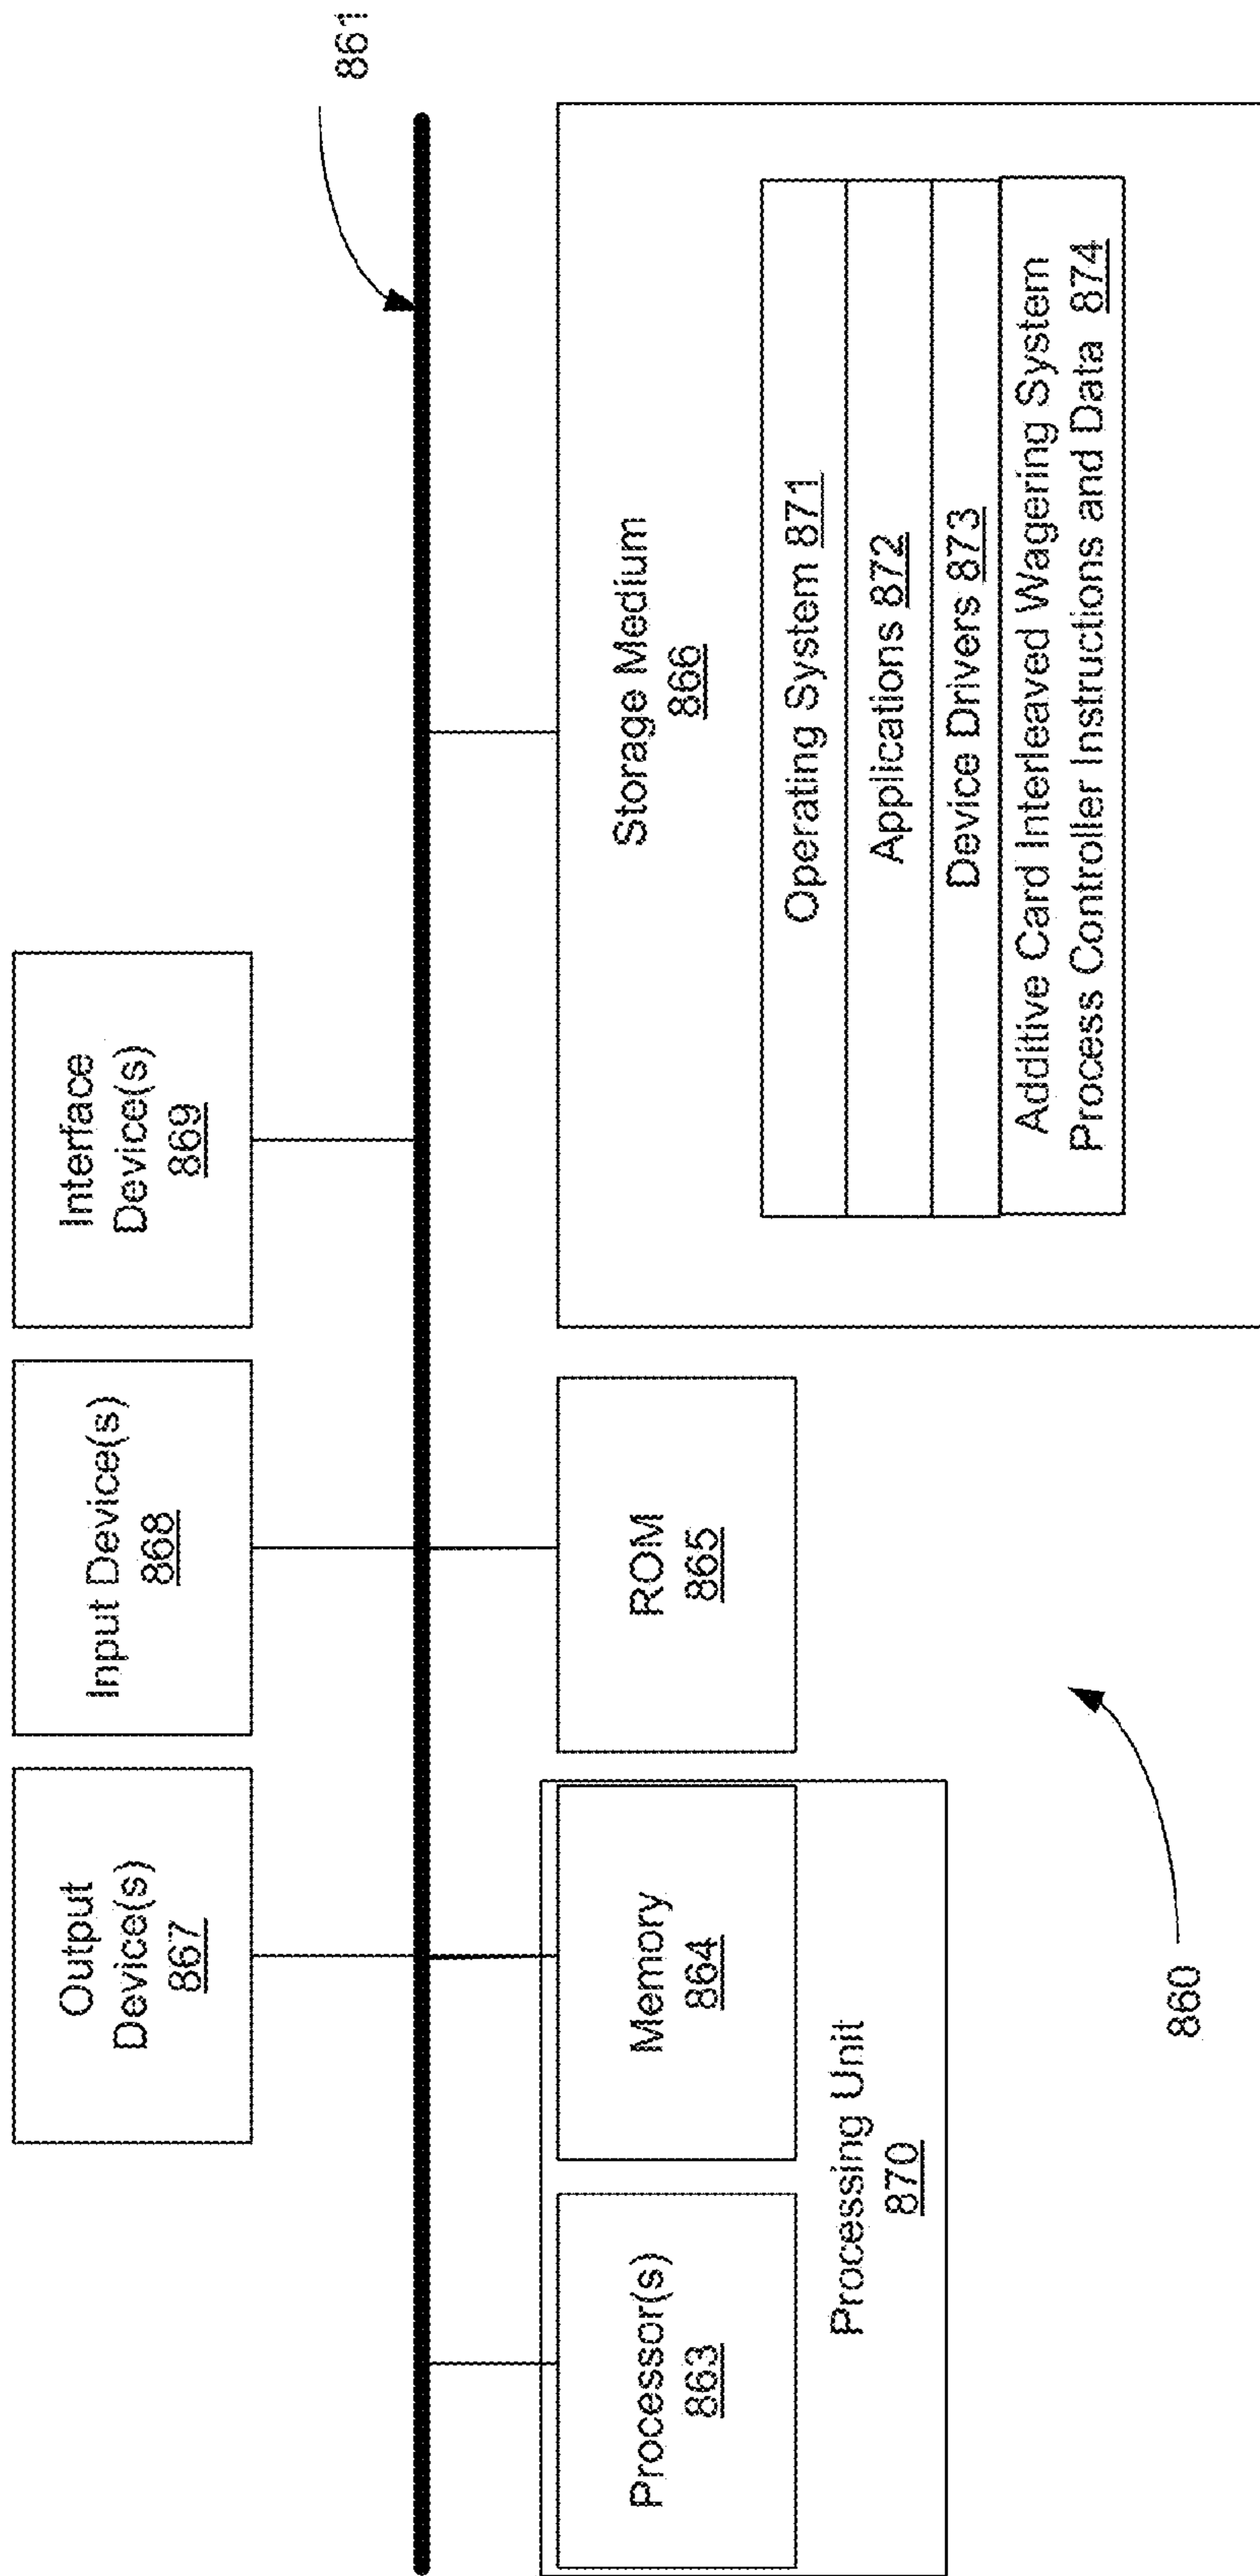 861
Output
Device(s)
867
Input Device(s)
868
Interface
Device(s)
869
Processor(s)
863
Memory
864
Processing Unit
870
ROM
865
Storage Medium
866
Operating System 871
Applications 872
Device Drivers 873
Additive Card Interleaved Wagering System
Process Controller Instructions and Data 874
860